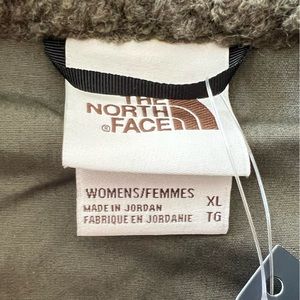 THE
NORTH
®FACE
WOMENS/FEMMES XL
MADE IN JORDAN TG
FABRIQUE EN JORDANIE